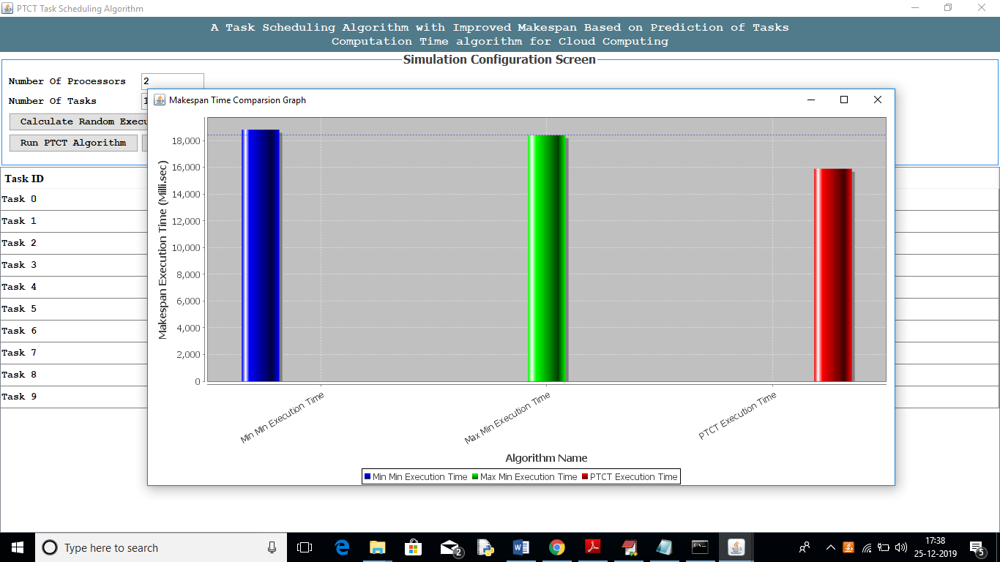 PTCT Task Scheduling Algorithm
A Task Scheduling Algorithm with Improved Makespan Based on Prediction of Tasks
Computation Time algorithm for Cloud Computing
Simulation Configuration Screen
Number Of Processors 2
Number Of Tasks 1
Calculate Random Execu
Run PTCT Algorithm
Task ID
Task 0
Task 1
Task 2
Task 3
Task 4
Task 5
Task 6
Task 7
Task 8
Task 9
Makespan Time Comparsion Graph
Makespan Execution Time (Milli.sec)
18,000
16,000
14,000
12,000
10,000
8,000
6,000
4,000
2,000
0
Min Min Execution Time
Max Min Execution Time
PTCT Execution Time
Algorithm Name
Min Min Execution Time Max Min Execution Time PTCT Execution Time
Type here to search
2
17:38
25-12-2019
5